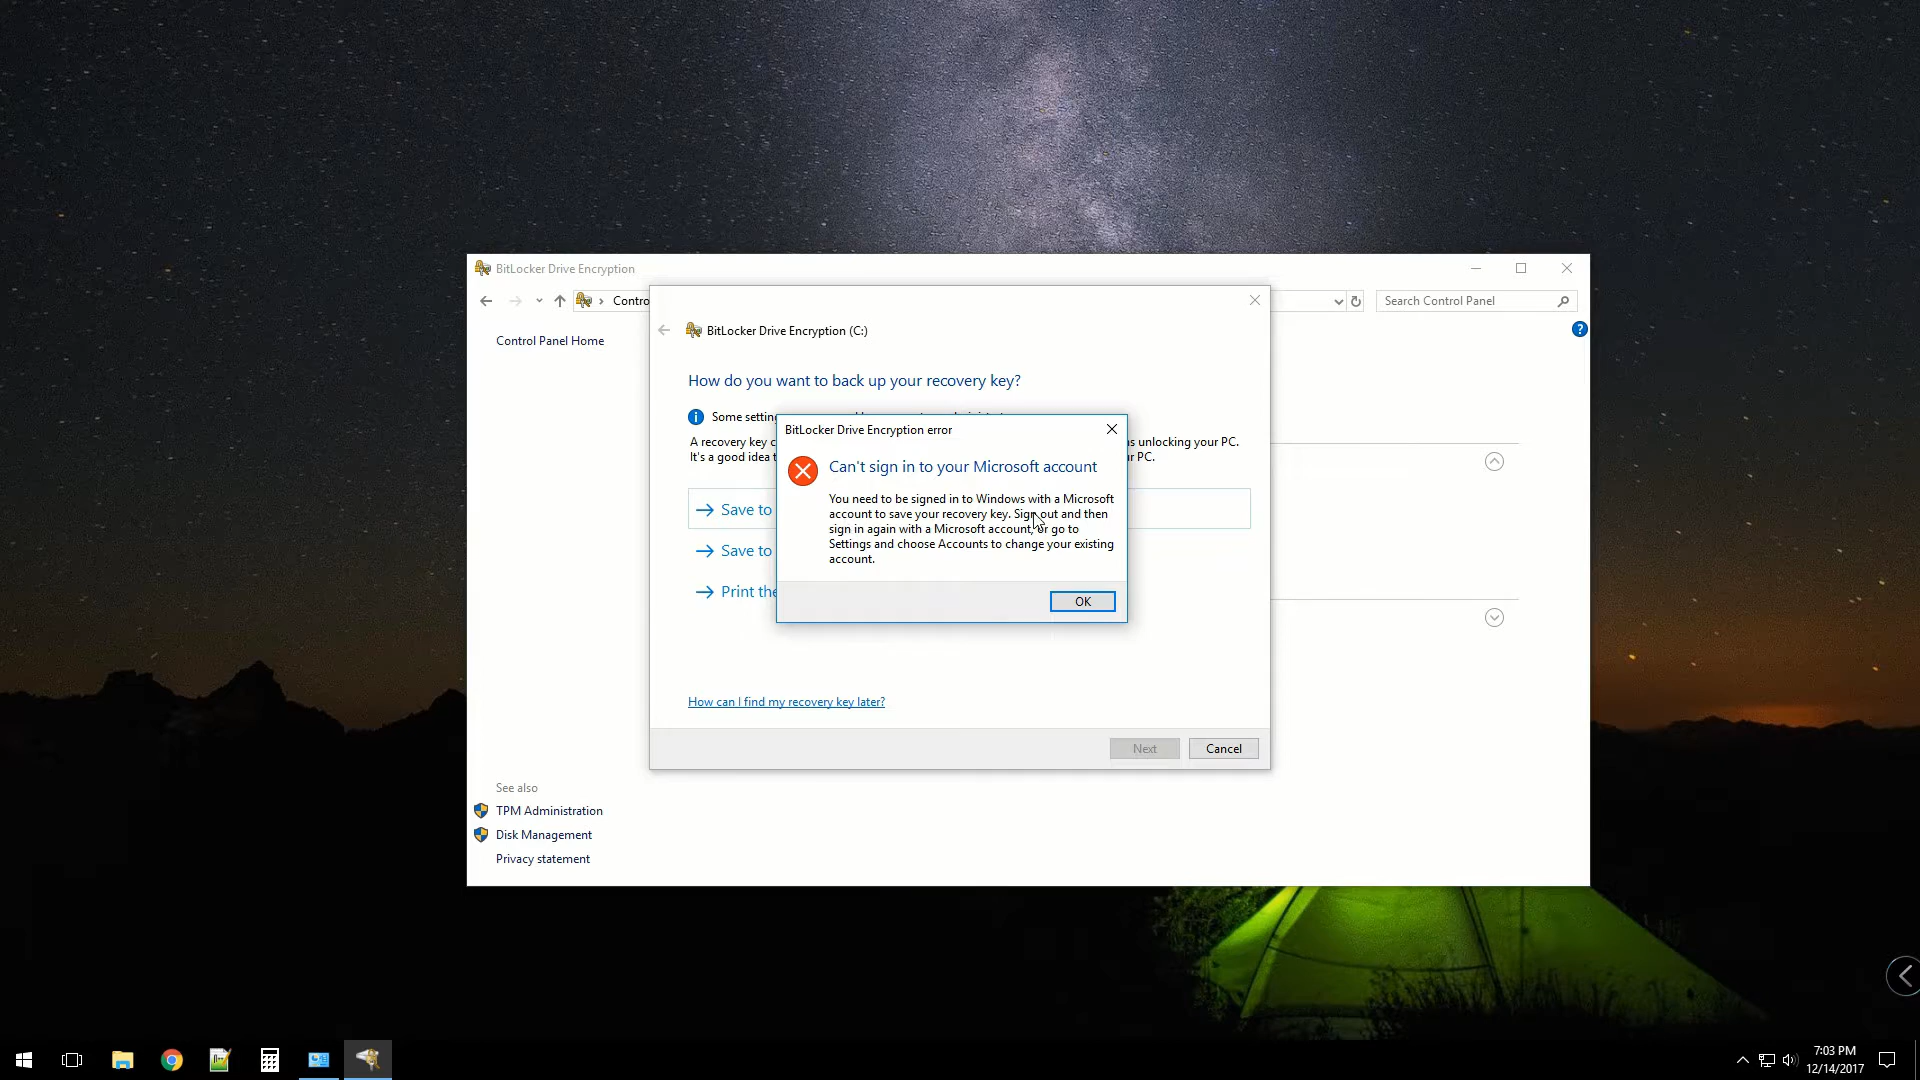 BitLocker Drive Encryption
Contro
Search Control Panel
Control Panel Home
BitLocker Drive Encryption (C:)
How do you want to back up your recovery key?
Some settin
A recovery key c
s unlocking your PC.
It's a good idea t
r PC.
BitLocker Drive Encryption error
Can't sign in to your Microsoft account
You need to be signed in to Windows with a Microsoft
account to save your recovery key. Sign out and then
sign in again with a Microsoft account, or go to
Settings and choose Accounts to change your existing
account.
OK
Save to
Save to
Print the
How can I find my recovery key later?
Next
Cancel
See also
TPM Administration
Disk Management
Privacy statement
7:03 PM
12/14/2017